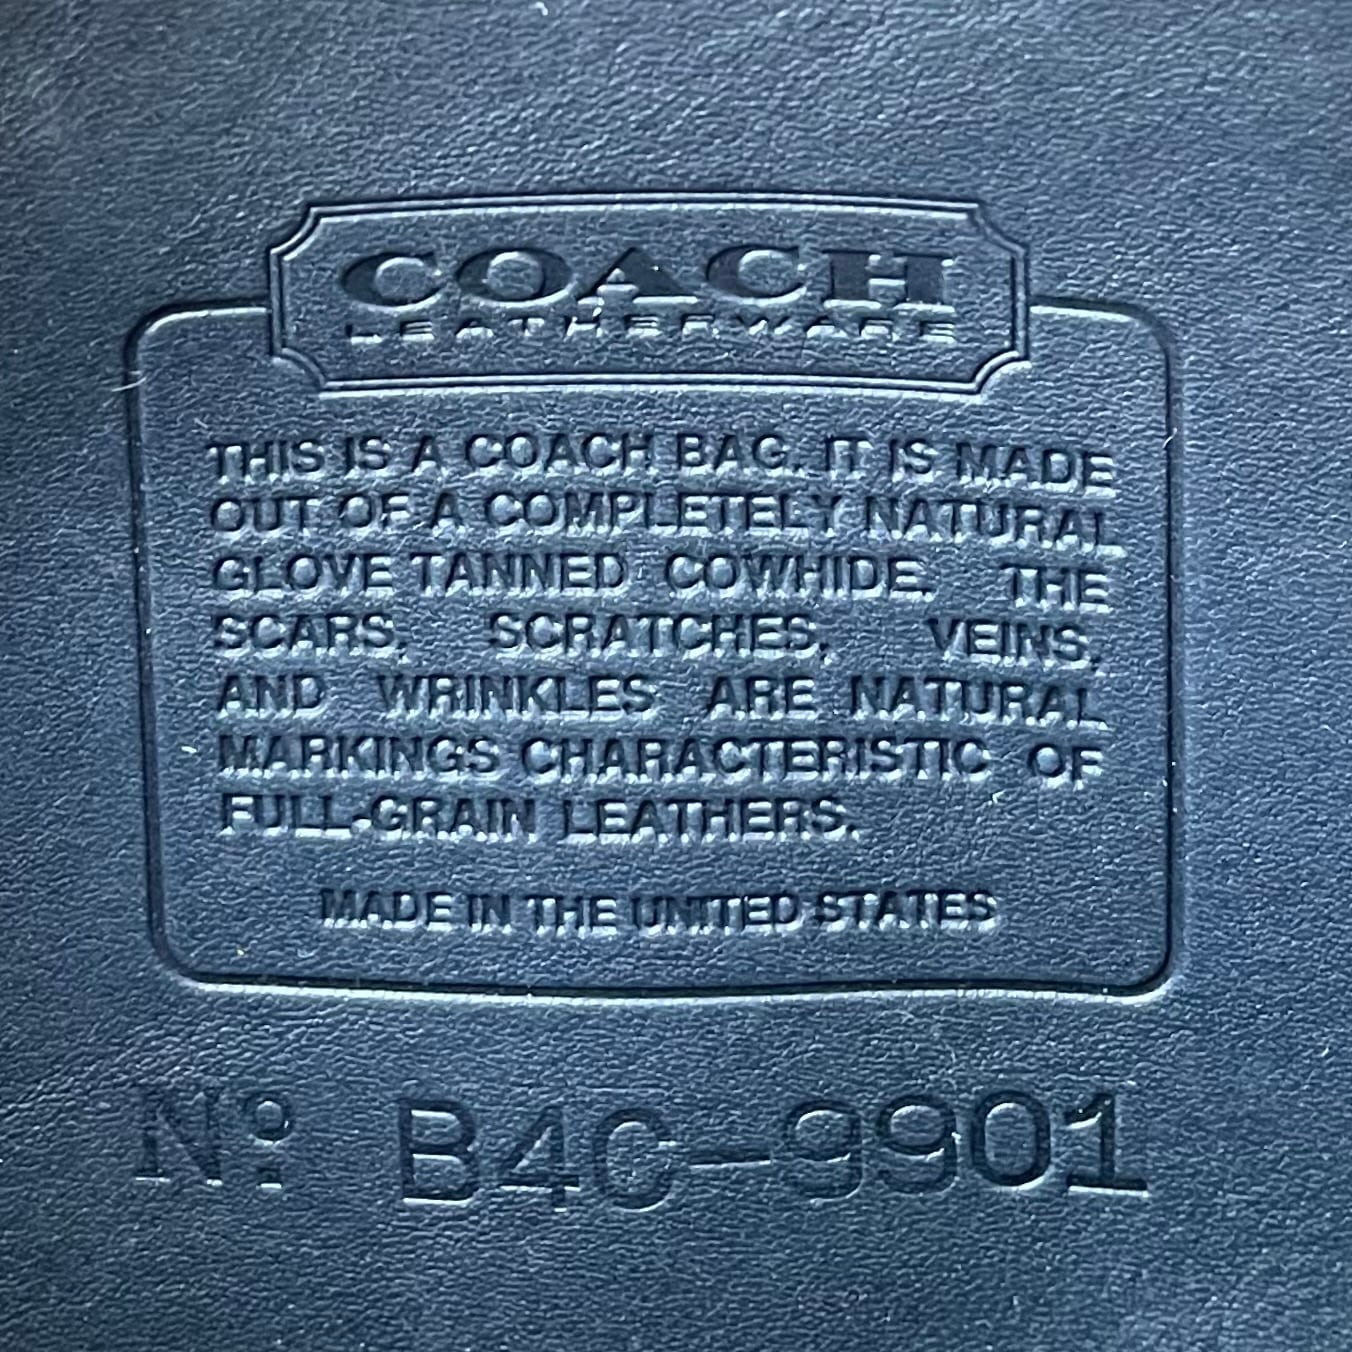 COACH
LEATHERWARE
THIS IS A COACH BAG. IT IS MADE
OUT OF A COMPLETELY NATURAL
GLOVE TANNED COWHIDE. THE
SCARS, SCRATCHES, VEINS,
AND WRINKLES ARE NATURAL
MARKINGS CHARACTERISTIC OF
FULL-GRAIN LEATHERS.
MADE IN THE UNITED STATES
Nº B4C-9901